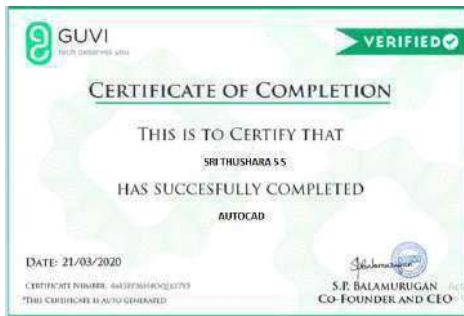 GUVI
tech deserves you
VERIFIED
CERTIFICATE OF COMPLETION
THIS IS TO CERTIFY THAT
SRI THUSHARA S S
HAS SUCCESFULLY COMPLETED
AUTOCAD
DATE: 21/03/2020
CERTIFICATE NUMBER:
*THIS CERTIFICATE IS AUTO GENERATED
S.P. BALAMURUGAN
CO-FOUNDER AND CEO